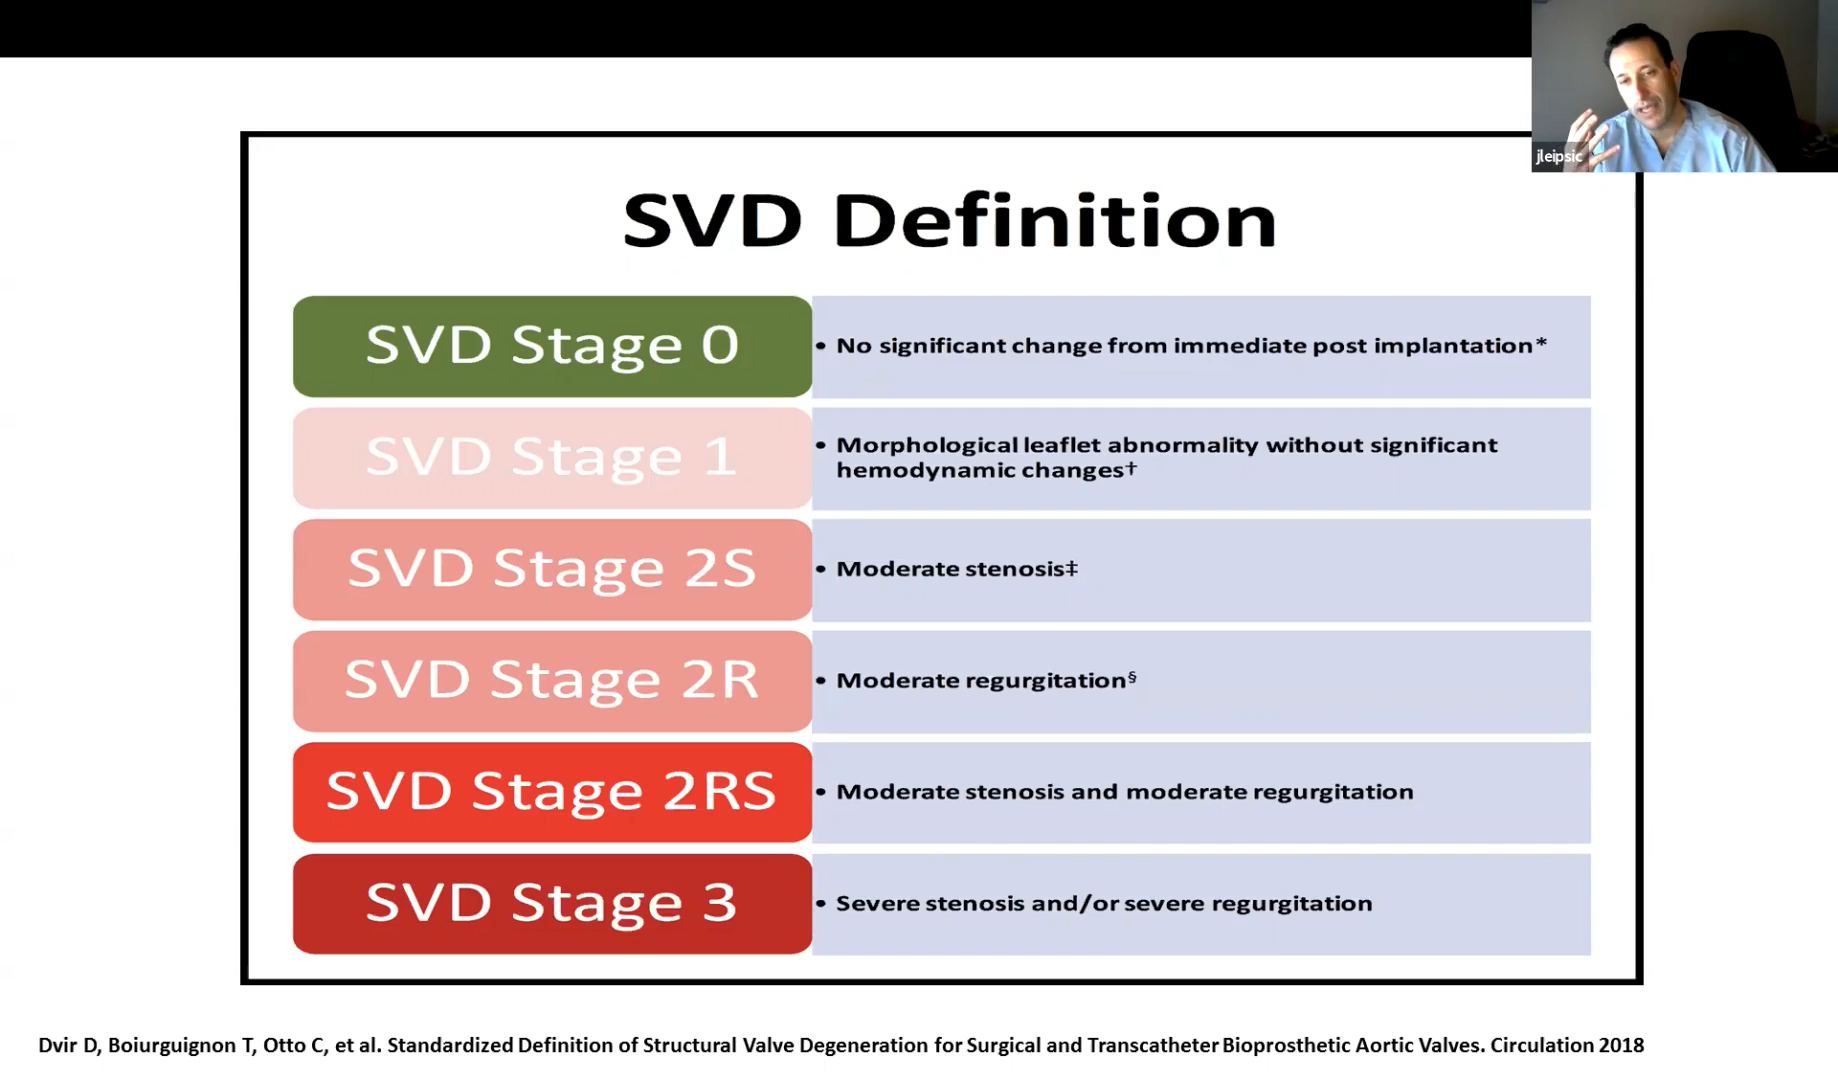 jleipsic
SVD Definition
SVD Stage 0
• No significant change from immediate post implantation*
SVD Stage 1
• Morphological leaflet abnormality without significant
hemodynamic changes†
SVD Stage 2S
• Moderate stenosis‡
SVD Stage 2R
• Moderate regurgitation§
SVD Stage 2RS
• Moderate stenosis and moderate regurgitation
SVD Stage 3
• Severe stenosis and/or severe regurgitation
Dvir D, Boiurguignon T, Otto C, et al. Standardized Definition of Structural Valve Degeneration for Surgical and Transcatheter Bioprosthetic Aortic Valves. Circulation 2018